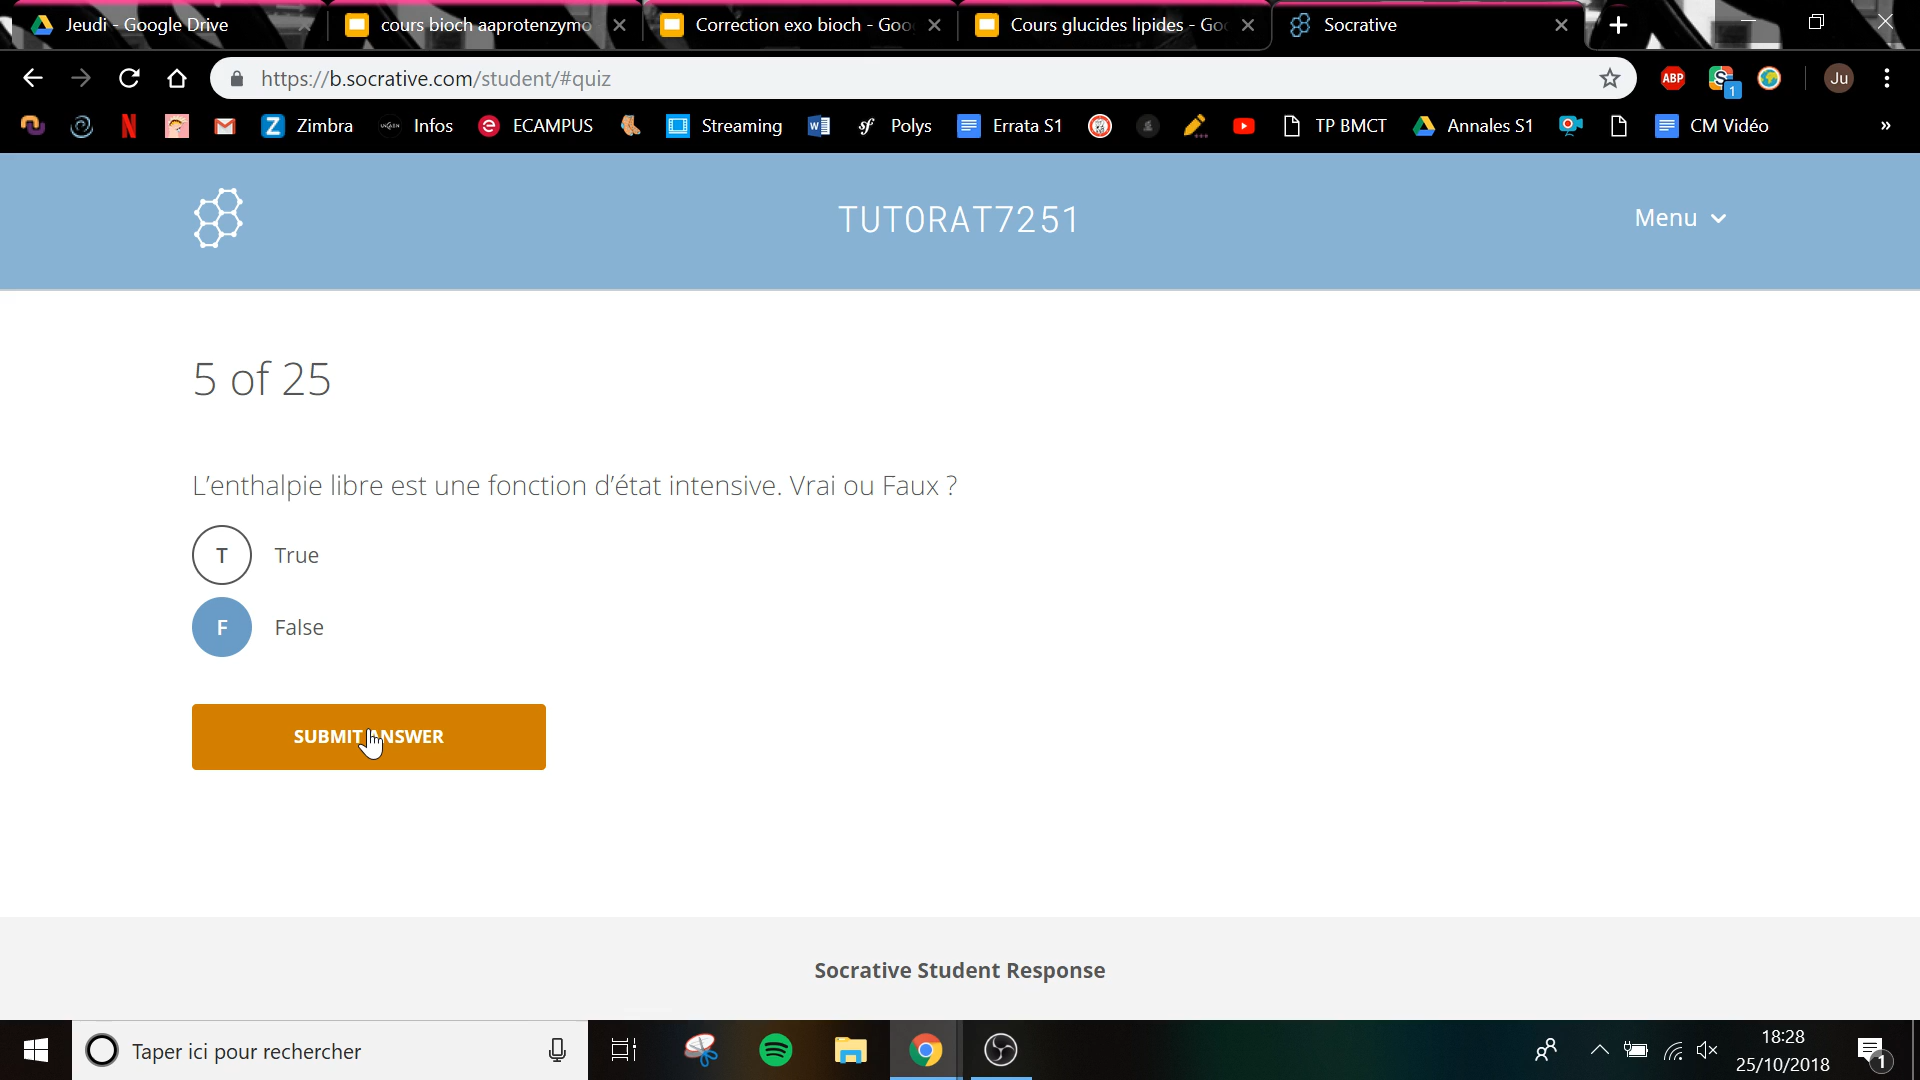 Jeudi - Google Drive
cours bioch aaprotenzymo
Correction exo bioch - Goo
Cours glucides lipides - Go
Socrative
https://b.socrative.com/student/#quiz
ABP
1
Ju
Zimbra
Infos
ECAMPUS
Streaming
Polys
Errata S1
TP BMCT
Annales S1
CM Vidéo
»
TUTORAT7251
Menu
5 of 25
L'enthalpie libre est une fonction d'état intensive. Vrai ou Faux ?
T True
F False
SUBMIT ANSWER
Socrative Student Response
Taper ici pour rechercher
18:28
25/10/2018
1